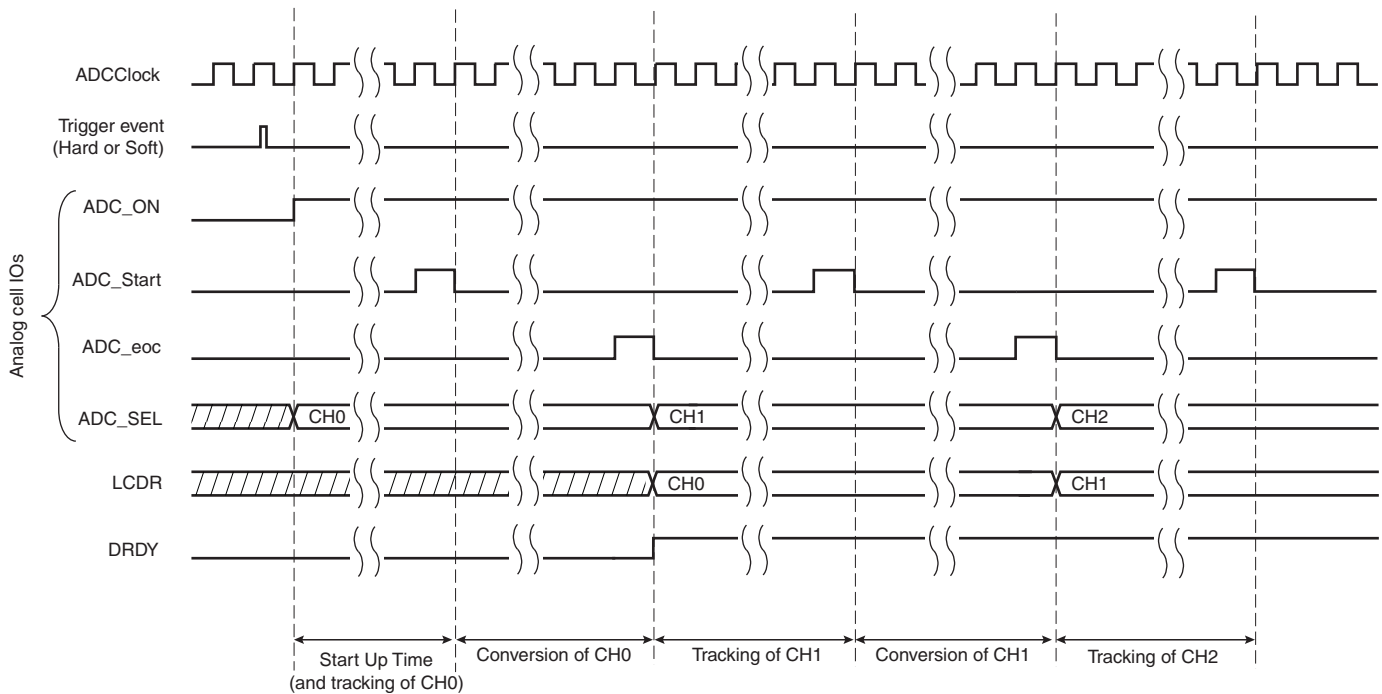 ADCClock
Trigger event
(Hard or Soft)
Analog cell IOs
ADC_ON
ADC_Start
ADC_eoc
ADC_SEL
CH0
CH1
CH2
LCDR
CH0
CH1
DRDY
Start Up Time
(and tracking of CH0)
Conversion of CH0
Tracking of CH1
Conversion of CH1
Tracking of CH2